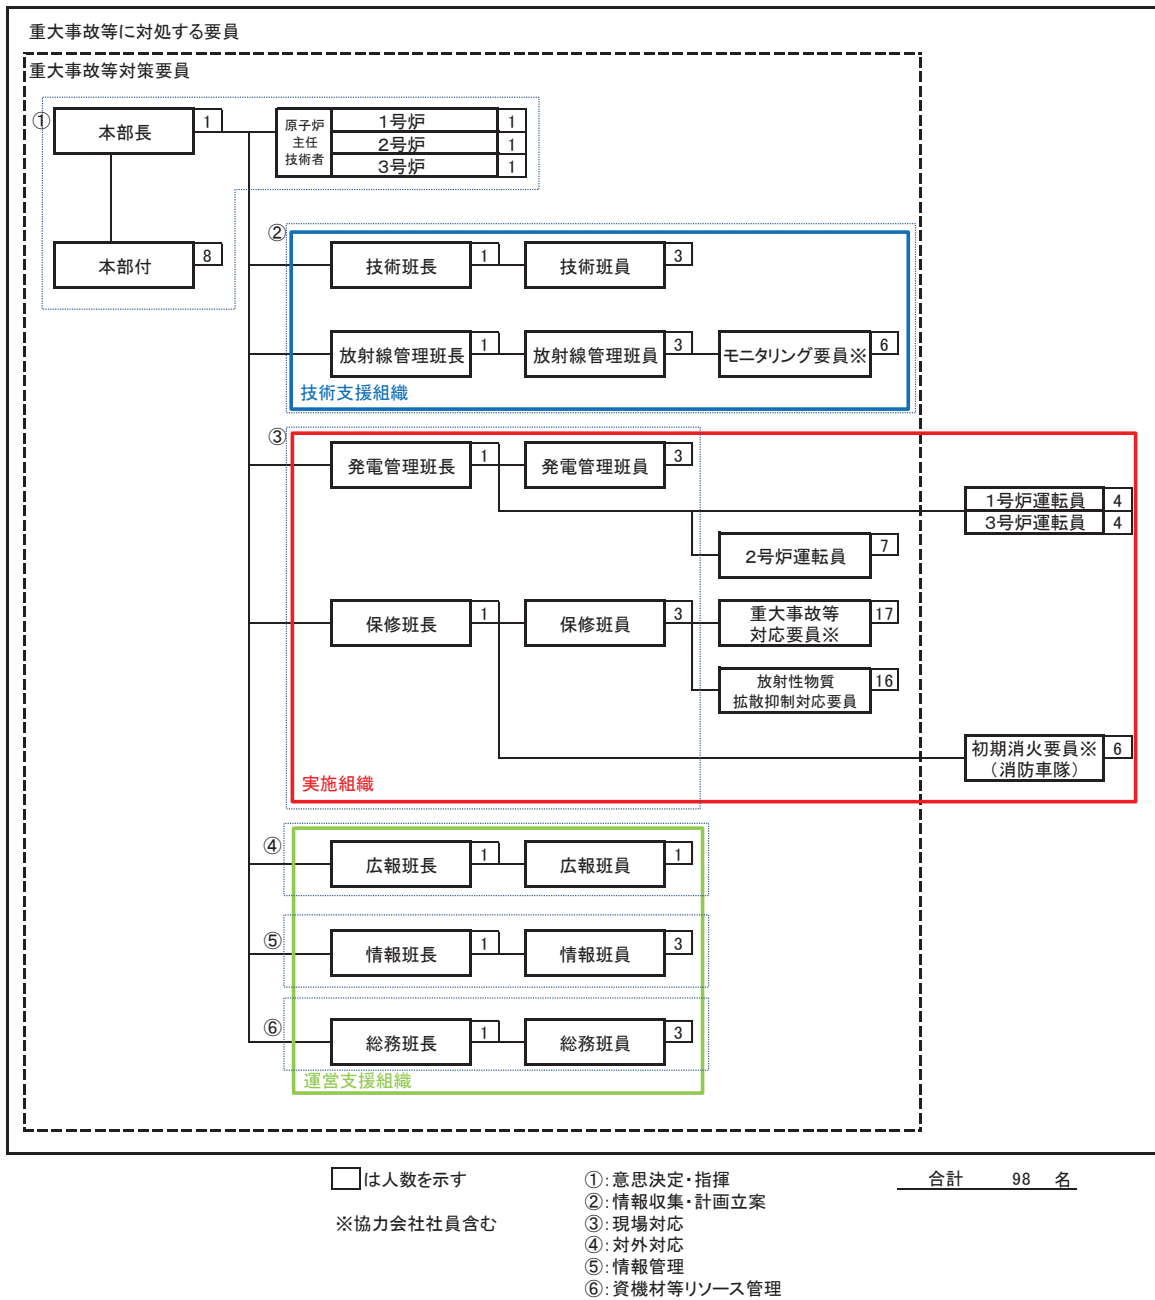 重大事故等に対処する要員
重大事故等対策要員
①
本部長
1
原子炉
主任
技術者
1号炉
1
2号炉
1
3号炉
1
本部付
8
②
技術班長
1
技術班員
3
放射線管理班長
1
放射線管理班員
3
モニタリング要員※
6
技術支援組織
③
発電管理班長
1
発電管理班員
3
1号炉運転員
4
3号炉運転員
4
2号炉運転員
7
保修班長
1
保修班員
3
重大事故等
対応要員※
17
放射性物質
拡散抑制対応要員
16
初期消火要員※
(消防車隊)
6
実施組織
④
広報班長
1
広報班員
1
⑤
情報班長
1
情報班員
3
⑥
総務班長
1
総務班員
3
運営支援組織
は人数を示す
※協力会社社員含む
①:意思決定・指揮
②:情報収集・計画立案
③:現場対応
④:対外対応
⑤:情報管理
⑥:資機材等リソース管理
合計 98 名